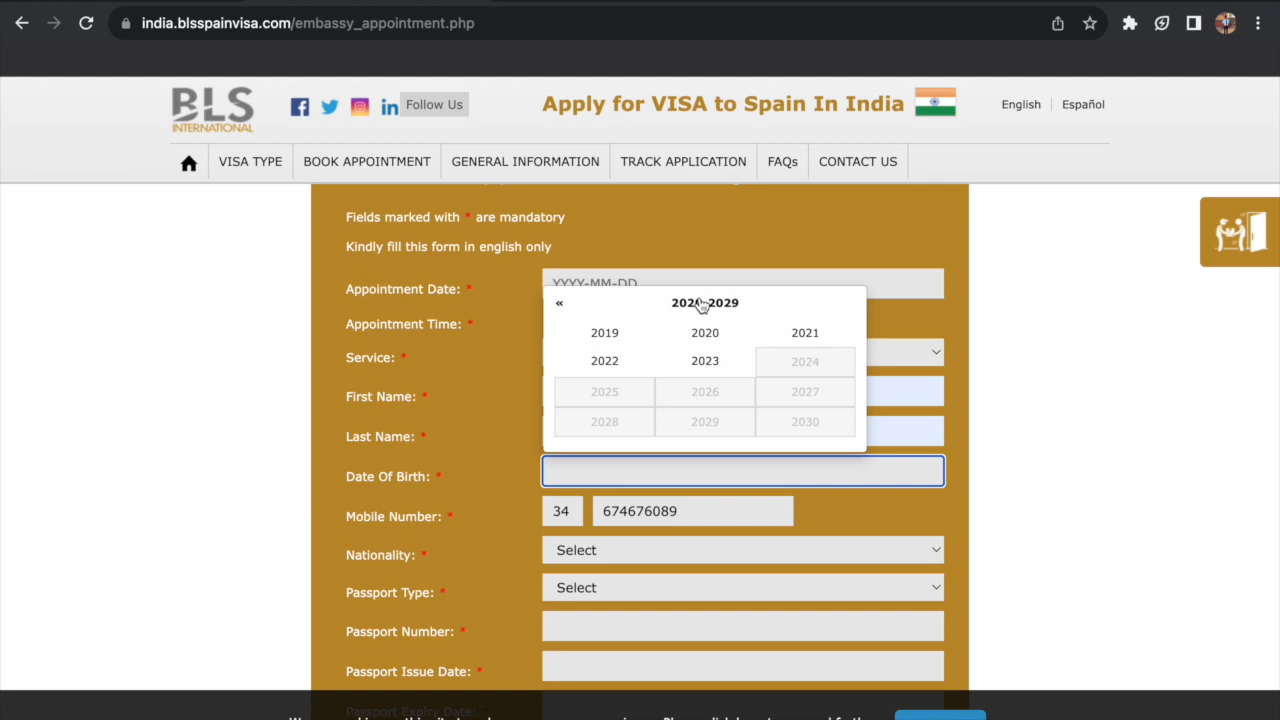 india.blsspainvisa.com/embassy_appointment.php
BLS
INTERNATIONAL
Follow Us
Apply for VISA to Spain In India
English
Español
VISA TYPE
BOOK APPOINTMENT
GENERAL INFORMATION
TRACK APPLICATION
FAQs
CONTACT US
Fields marked with * are mandatory
Kindly fill this form in english only
Appointment Date: *
YYYY-MM-DD
«
2020-2029
2019 2020 2021
2022 2023 2024
2025 2026 2027
2028 2029 2030
Appointment Time: *
Service: *
First Name: *
Last Name: *
Date Of Birth: *
Mobile Number: *
34
674676089
Nationality: *
Select
Passport Type: *
Select
Passport Number: *
Passport Issue Date: *
Passport Expiry Date: